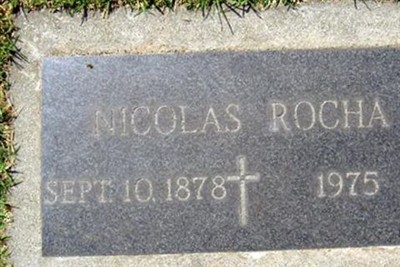 NICOLAS ROCHA
SEPT. 10, 1878 1975